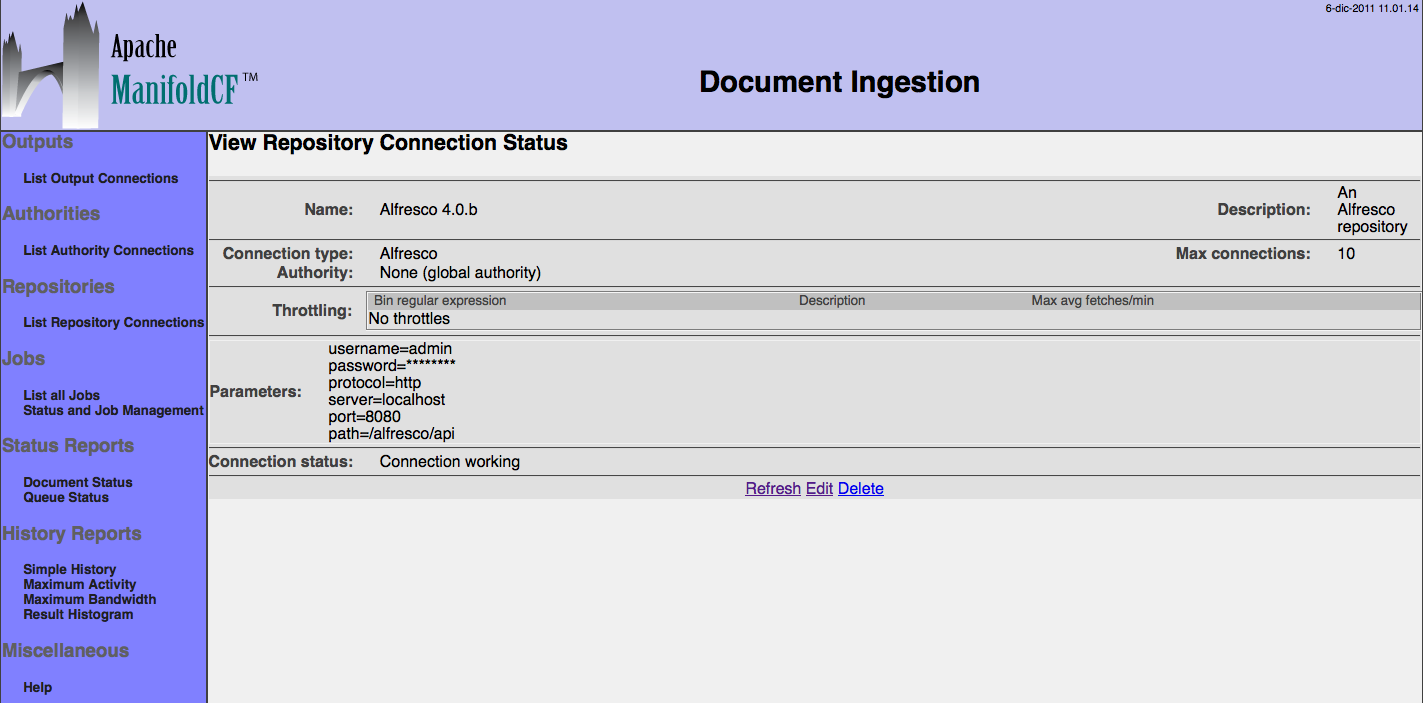 6-dic-2011 11.01.14
Apache
ManifoldCF™
Document Ingestion
Outputs
List Output Connections
Authorities
List Authority Connections
Repositories
List Repository Connections
Jobs
List all Jobs
Status and Job Management
Status Reports
Document Status
Queue Status
History Reports
Simple History
Maximum Activity
Maximum Bandwidth
Result Histogram
Miscellaneous
Help
View Repository Connection Status
Name: Alfresco 4.0.b Description: An
Alfresco
repository
Connection type: Alfresco Max connections: 10
Authority: None (global authority)
Throttling: Bin regular expression Description Max avg fetches/min
No throttles
Parameters: username=admin
password=********
protocol=http
server=localhost
port=8080
path=/alfresco/api
Connection status: Connection working
Refresh Edit Delete